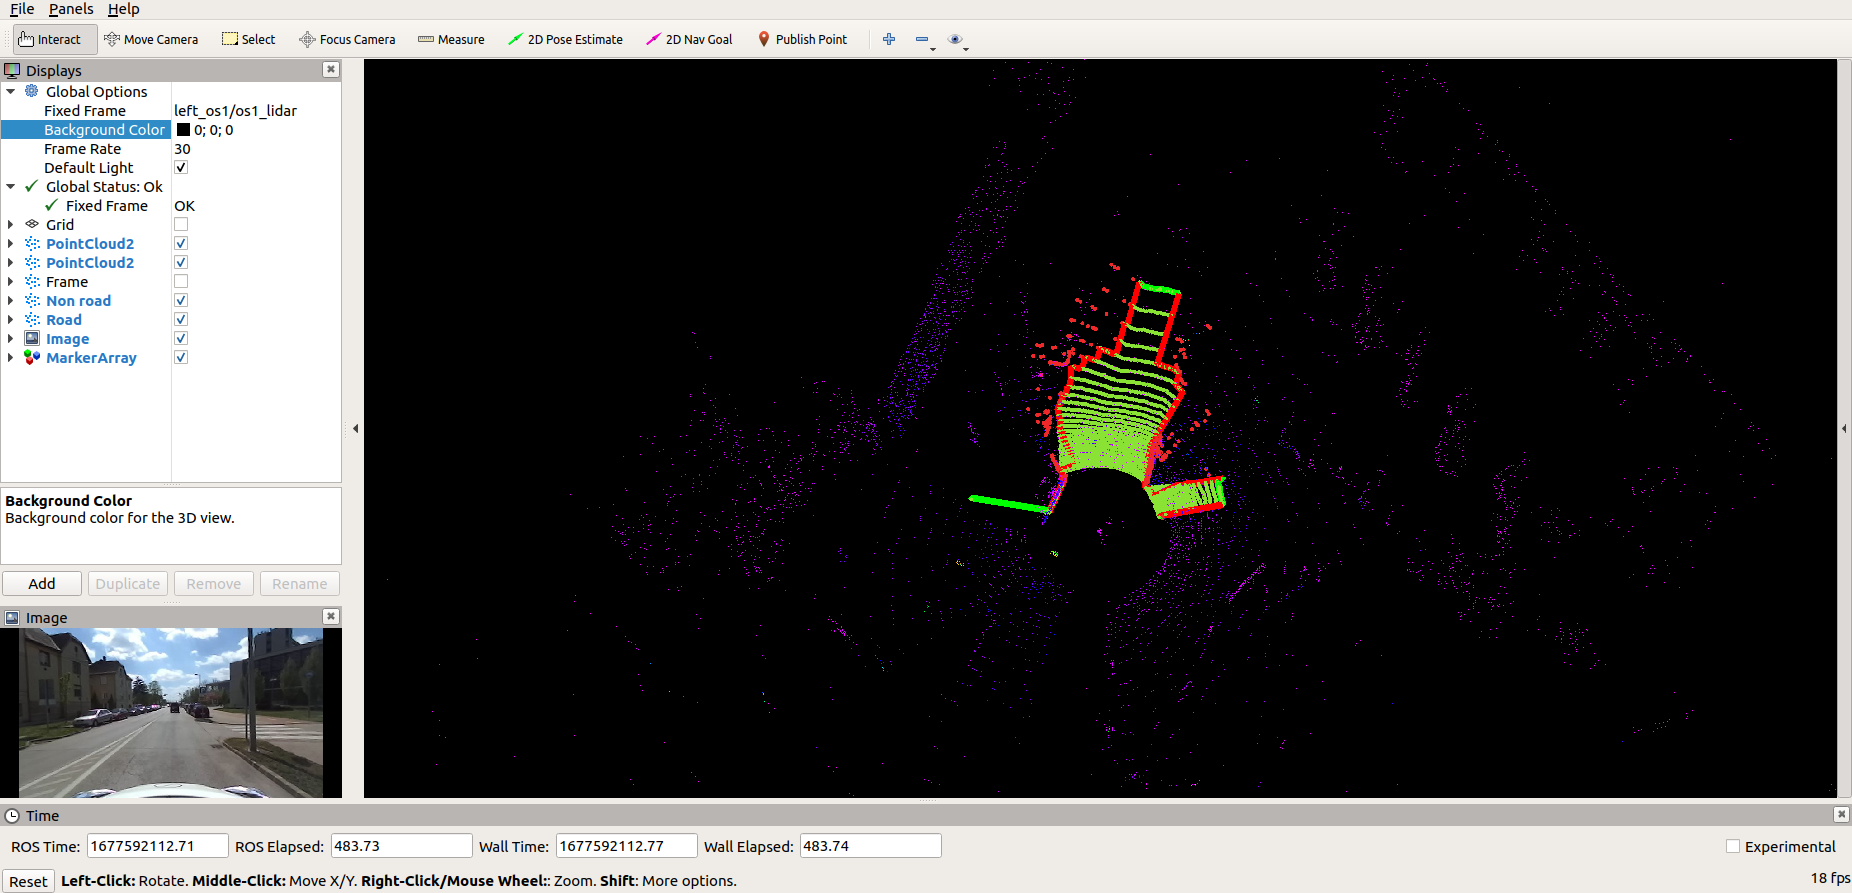 File Panels Help
Interact Move Camera Select Focus Camera Measure 2D Pose Estimate 2D Nav Goal Publish Point
Displays
Global Options
Fixed Frame left_os1/os1_lidar
Background Color 0; 0; 0
Frame Rate 30
Default Light
Global Status: Ok
Fixed Frame OK
Grid
PointCloud2
PointCloud2
Frame
Non road
Road
Image
MarkerArray
Background Color
Background color for the 3D view.
Add Duplicate Remove Rename
Image
Time
ROS Time: 1677592112.71 ROS Elapsed: 483.73 Wall Time: 1677592112.77 Wall Elapsed: 483.74 Experimental
Reset Left-Click: Rotate. Middle-Click: Move X/Y. Right-Click/Mouse Wheel:: Zoom. Shift: More options. 18 fps